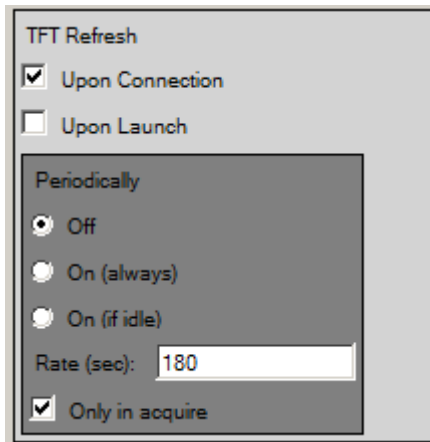 TFT Refresh
Upon Connection
Upon Launch
Periodically
Off
On (always)
On (if idle)
Rate (sec): 180
Only in acquire